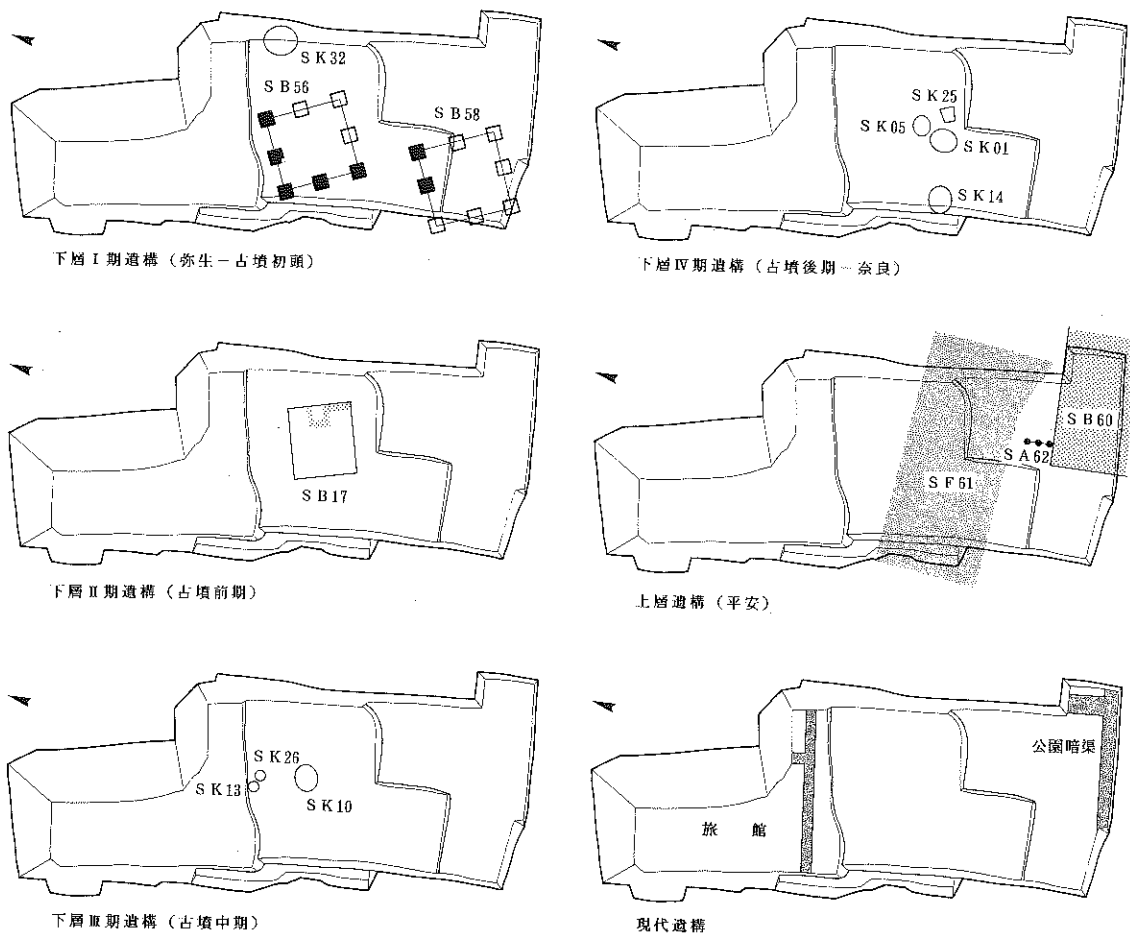 SK32
SB56
SB58
下層Ⅰ期遺構（弥生－古墳初頭）
SB17
下層Ⅱ期遺構（古墳前期）
SK26
SK13
SK10
下層Ⅲ期遺構（古墳中期）
SK25
SK05
SK01
SK14
下層Ⅳ期遺構（古墳後期－奈良）
SB60
SA62
SF61
上層遺構（平安）
公園暗渠
旅館
現代遺構